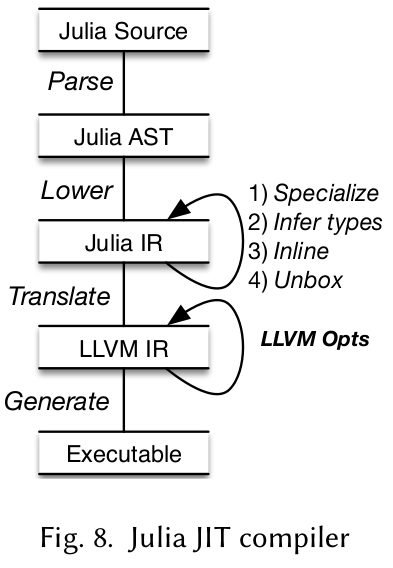 Julia Source
Parse
Julia AST
Lower
1) Specialize
2) Infer types
3) Inline
4) Unbox
Julia IR
Translate
LLVM Opts
LLVM IR
Generate
Executable
Fig. 8. Julia JIT compiler